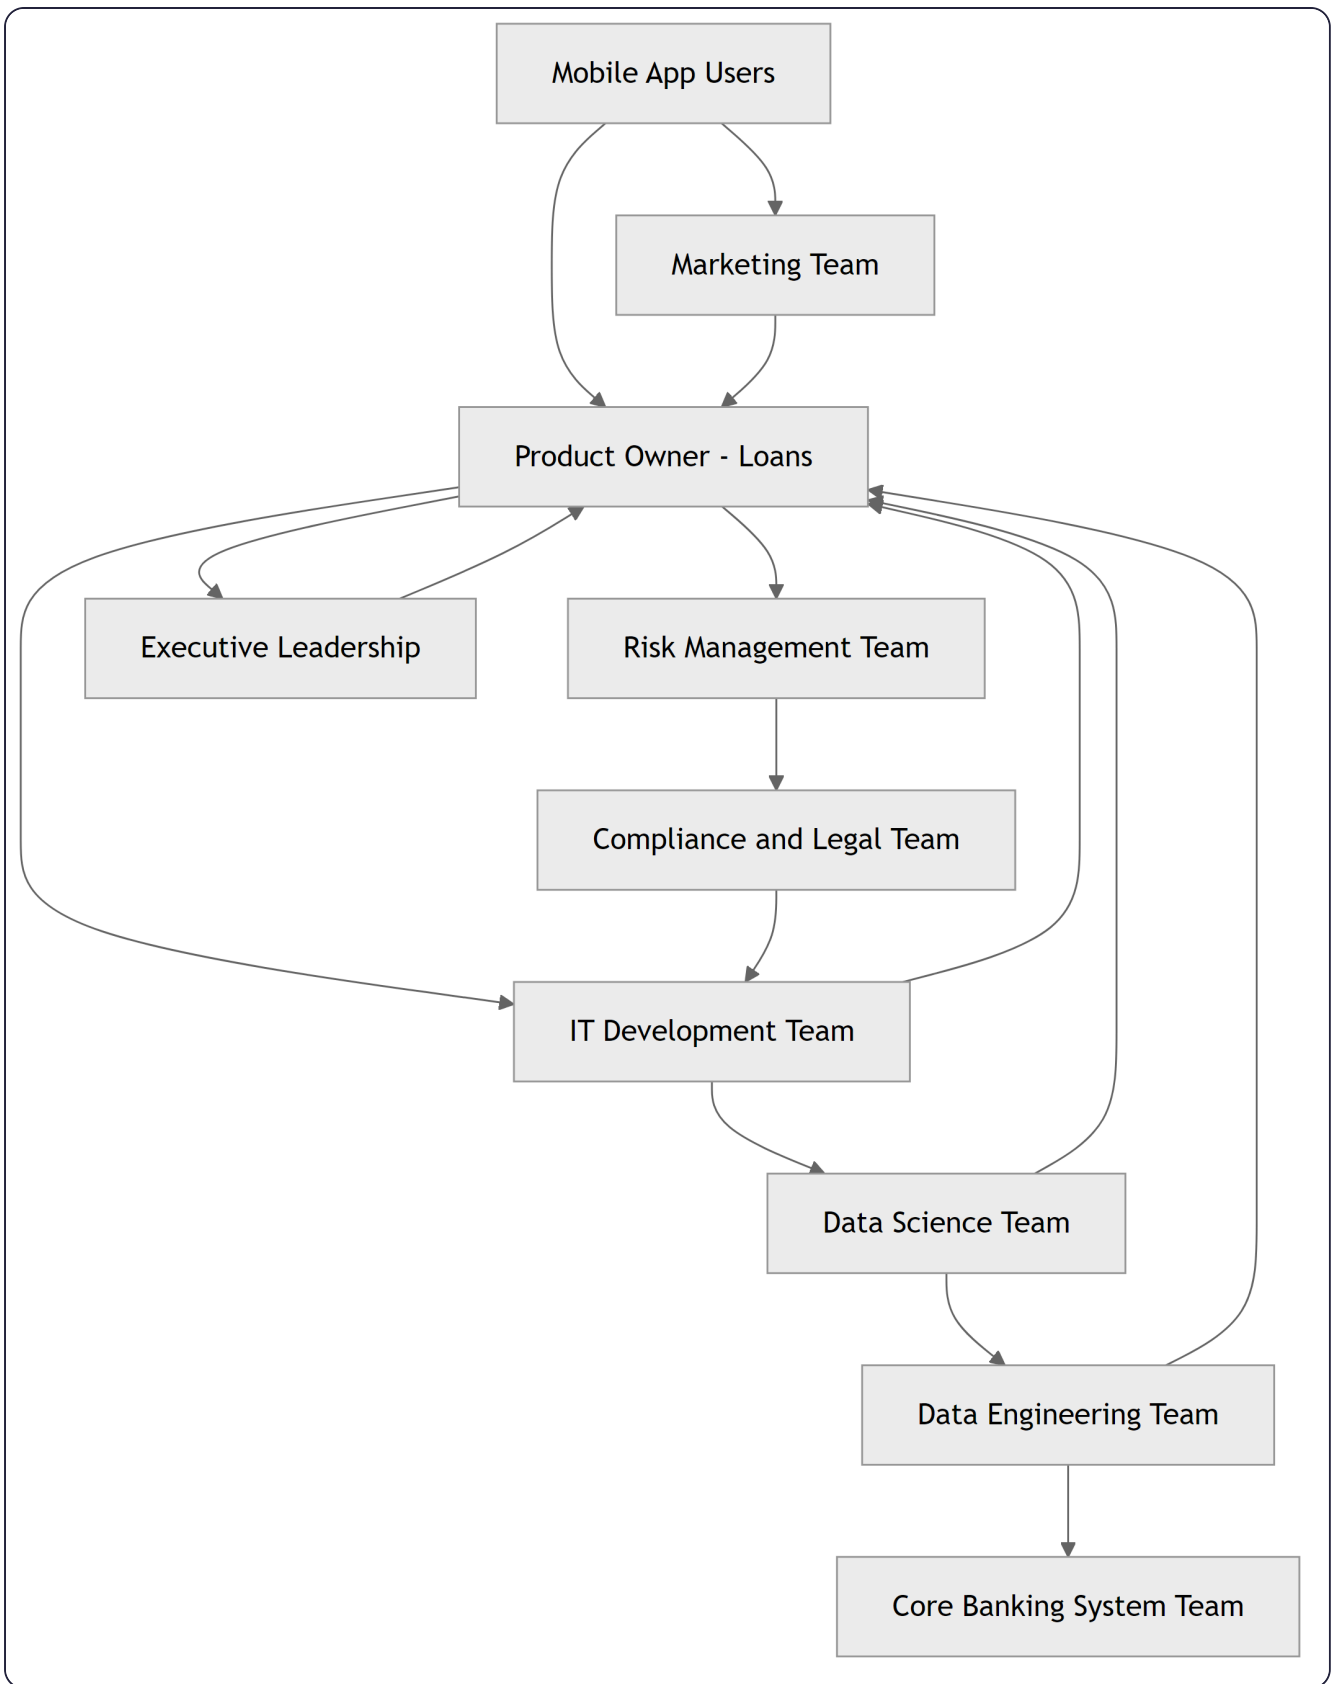 Mobile App Users
Marketing Team
Product Owner - Loans
Executive Leadership
Risk Management Team
Compliance and Legal Team
IT Development Team
Data Science Team
Data Engineering Team
Core Banking System Team